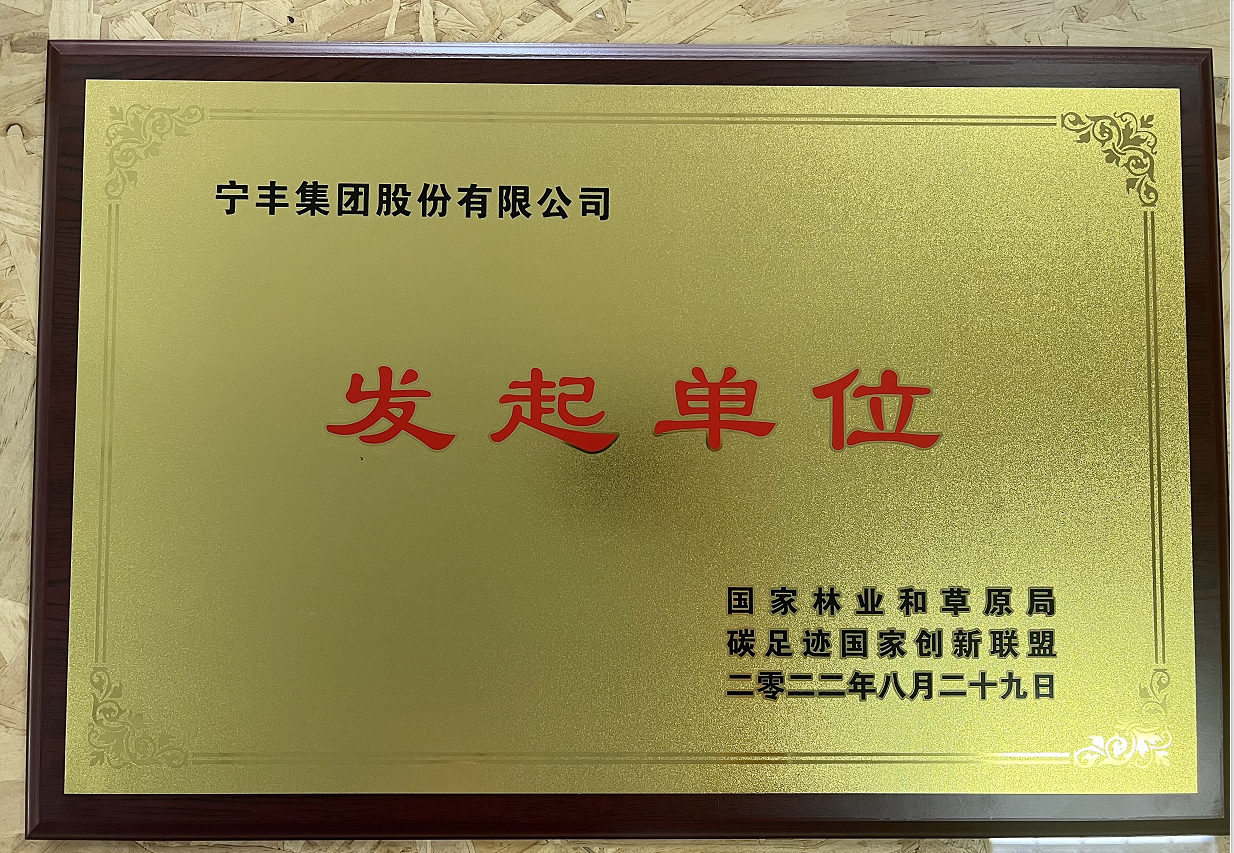 宁丰集团股份有限公司
发起单位
国家林业和草原局
碳足迹国家创新联盟
二零二二年八月二十九日